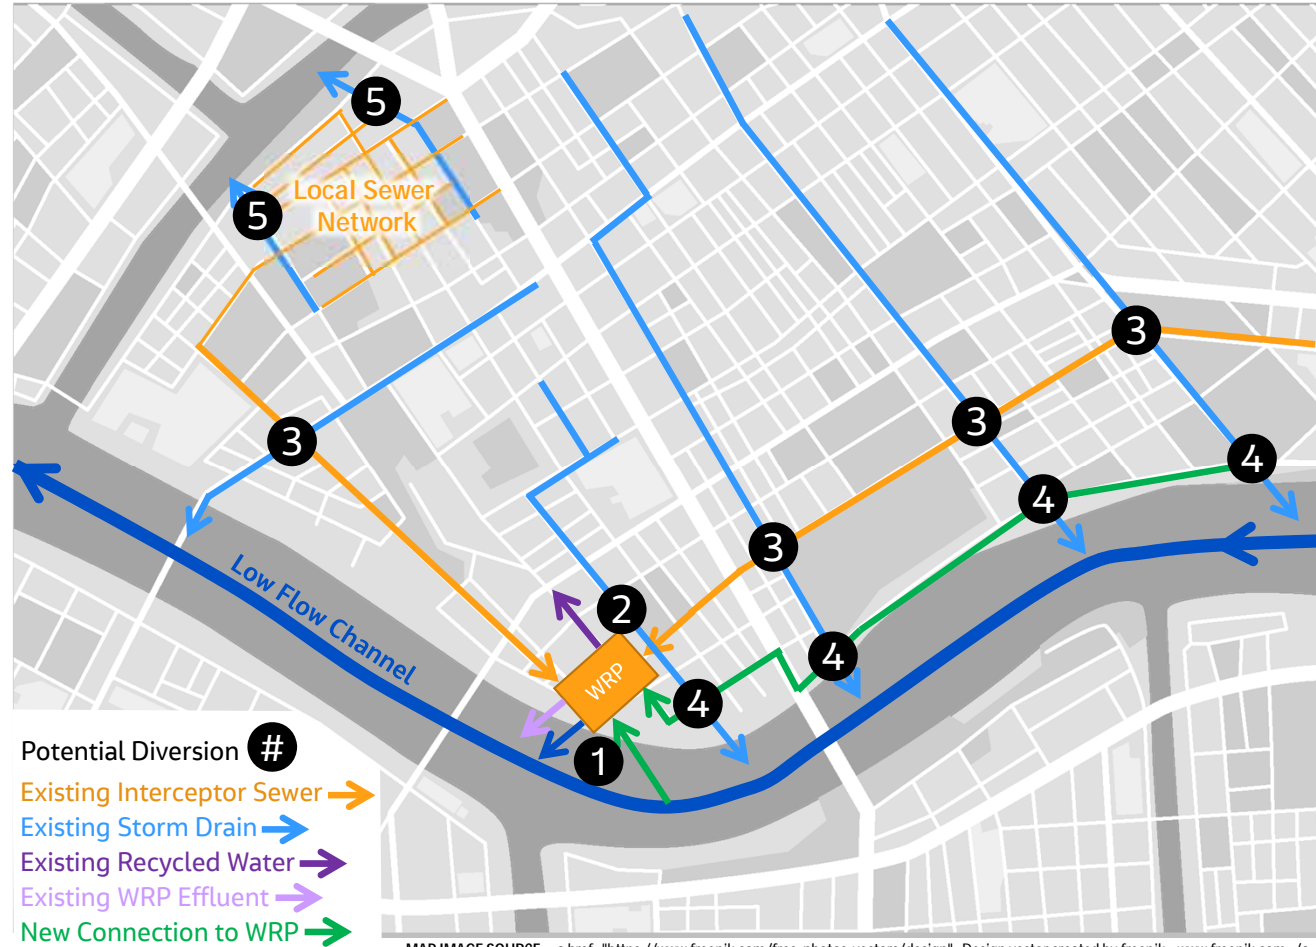 5
5
Local Sewer
Network
3
3
3
4
4
3
Low Flow Channel
2
4
WRP
4
1
Potential Diversion #
Existing Interceptor Sewer
Existing Storm Drain
Existing Recycled Water
Existing WRP Effluent
New Connection to WRP